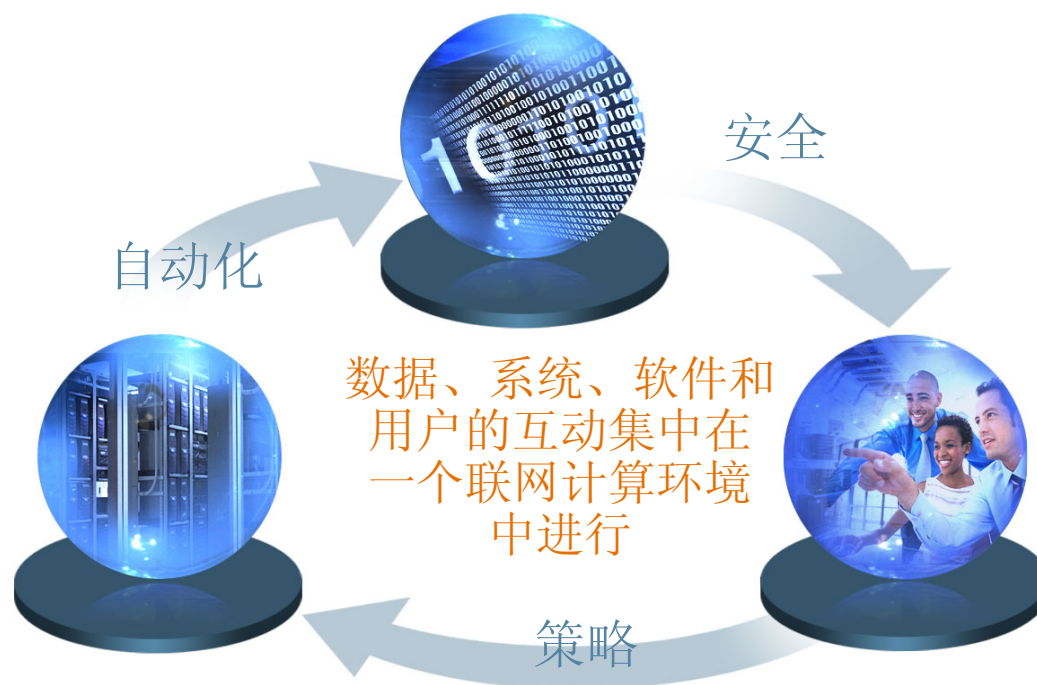 安全
自动化
数据、系统、软件和
用户的互动集中在
一个联网计算环境
中进行
策略